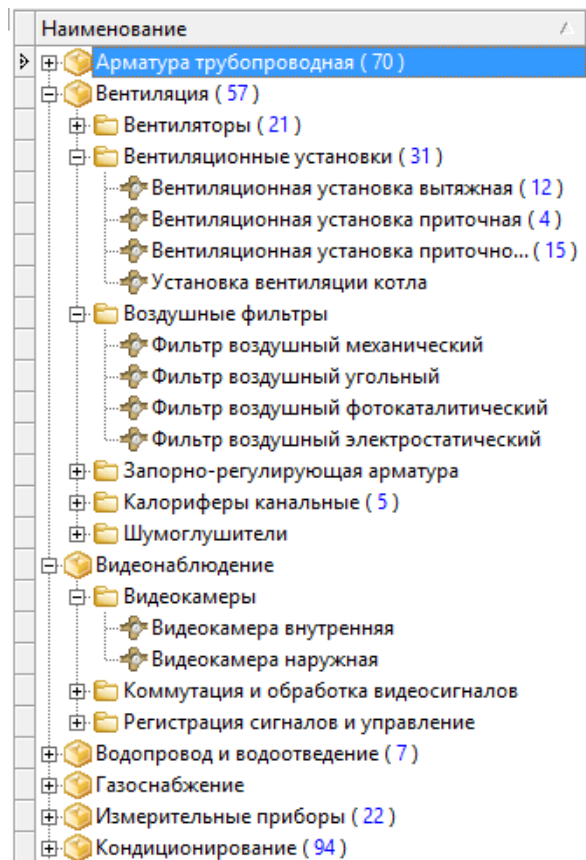 Наименование
Арматура трубопроводная ( 70 )
Вентиляция ( 57 )
Вентиляторы ( 21 )
Вентиляционные установки ( 31 )
Вентиляционная установка вытяжная ( 12 )
Вентиляционная установка приточная ( 4 )
Вентиляционная установка приточно... ( 15 )
Установка вентиляции котла
Воздушные фильтры
Фильтр воздушный механический
Фильтр воздушный угольный
Фильтр воздушный фотокаталитический
Фильтр воздушный электростатический
Запорно-регулирующая арматура
Калориферы канальные ( 5 )
Шумоглушители
Видеонаблюдение
Видеокамеры
Видеокамера внутренняя
Видеокамера наружная
Коммутация и обработка видеосигналов
Регистрация сигналов и управление
Водопровод и водоотведение ( 7 )
Газоснабжение
Измерительные приборы ( 22 )
Кондиционирование ( 94 )